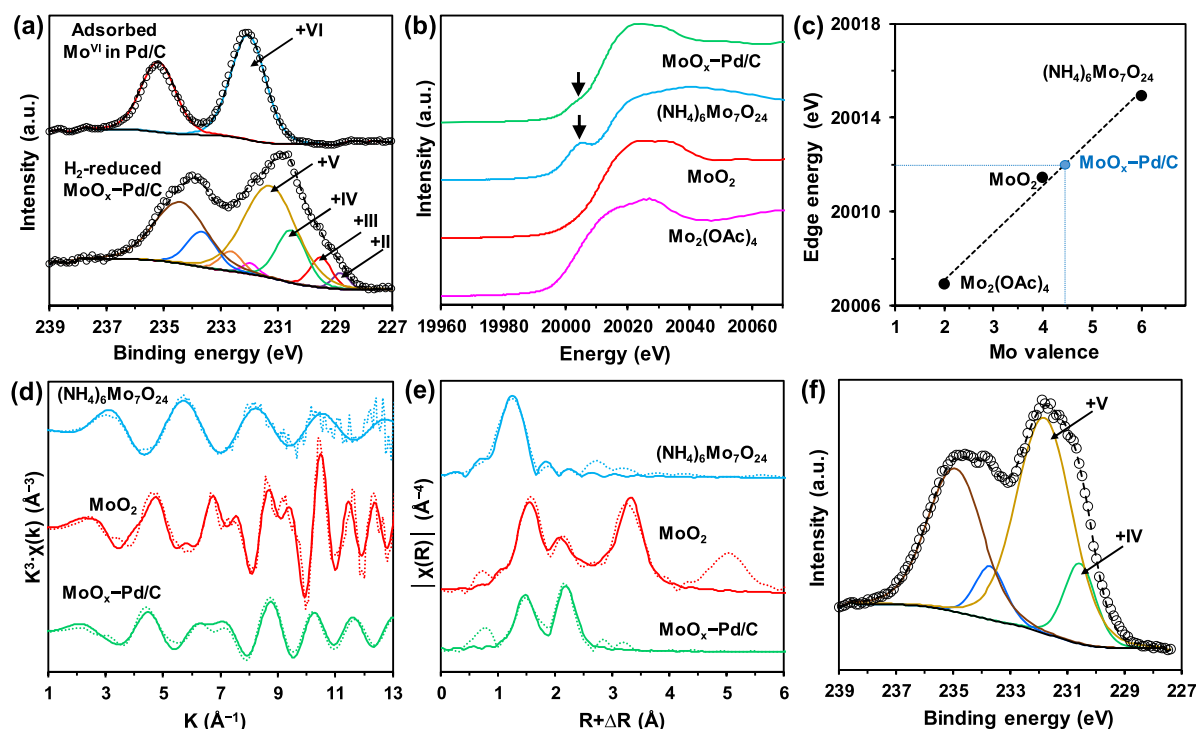 (a)
Adsorbed
Mo^VI in Pd/C
+VI
H₂-reduced
MoOₓ−Pd/C
+V
+IV
+III
+II
Intensity (a.u.)
239 237 235 233 231 229 227
Binding energy (eV)
(b)
MoOₓ−Pd/C
(NH₄)₆Mo₇O₂₄
MoO₂
Mo₂(OAc)₄
Intensity (a.u.)
19960 19980 20000 20020 20040 20060
Energy (eV)
(c)
20018
20014
20010
20006
Edge energy (eV)
(NH₄)₆Mo₇O₂₄
MoOₓ−Pd/C
MoO₂
Mo₂(OAc)₄
1 2 3 4 5 6 7
Mo valence
(d)
(NH₄)₆Mo₇O₂₄
MoO₂
MoOₓ−Pd/C
K³·χ(k) (Å⁻³)
1 3 5 7 9 11 13
K (Å⁻¹)
(e)
(NH₄)₆Mo₇O₂₄
MoO₂
MoOₓ−Pd/C
|χ(R)| (Å⁻⁴)
0 1 2 3 4 5 6
R+ΔR (Å)
(f)
+V
+IV
Intensity (a.u.)
239 237 235 233 231 229 227
Binding energy (eV)